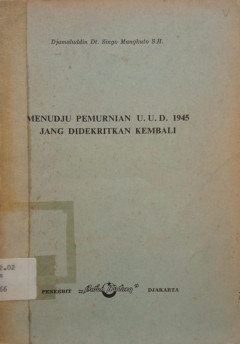 Djamaluddin Dt. Singo Mangkuto S.H.
MENUDJU PEMURNIAN U. U. D. 1945
JANG DIDEKRITKAN KEMBALI
PENERBIT
DJAKARTA